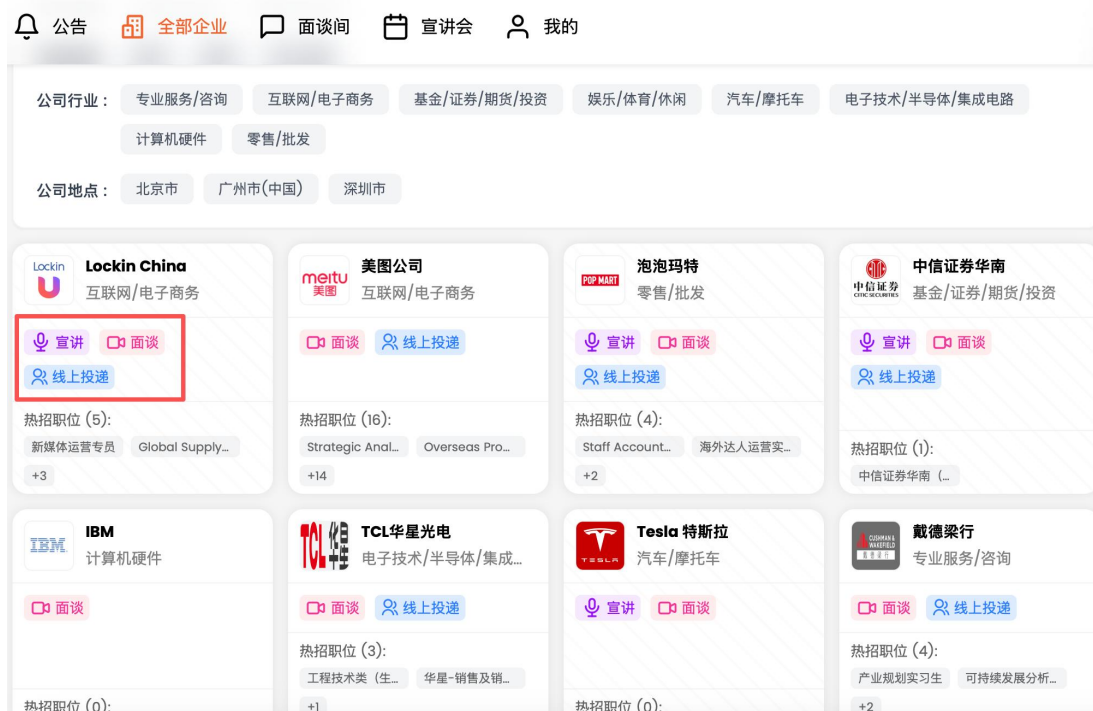 公告 全部企业 面谈间 宣讲会 我的
公司行业： 专业服务/咨询 互联网/电子商务 基金/证券/期货/投资 娱乐/体育/休闲 汽车/摩托车 电子技术/半导体/集成电路
计算机硬件 零售/批发
公司地点： 北京市 广州市(中国) 深圳市
Lockin
Lockin China
互联网/电子商务
宣讲 面谈
线上投递
热招职位 (5):
新媒体运营专员 Global Supply...
+3
meitu
美图
美图公司
互联网/电子商务
面谈 线上投递
热招职位 (16):
Strategic Anal... Overseas Pro...
+14
POP MART
泡泡玛特
零售/批发
宣讲 面谈
线上投递
热招职位 (4):
Staff Account... 海外达人运营实...
+2
中信证券
CITIC SECURITIES
中信证券华南
基金/证券/期货/投资
宣讲 面谈
线上投递
热招职位 (1):
中信证券华南（...
IBM
IBM
计算机硬件
面谈
热招职位 (0):
TCL华星
TCL华星光电
电子技术/半导体/集成...
面谈 线上投递
热招职位 (3):
工程技术类（生... 华星-销售及销...
+1
TESLA
Tesla 特斯拉
汽车/摩托车
宣讲 面谈
热招职位 (0):
CUSHMAN &
WAKEFIELD
戴德梁行
戴德梁行
专业服务/咨询
面谈 线上投递
热招职位 (4):
产业规划实习生 可持续发展分析...
+2